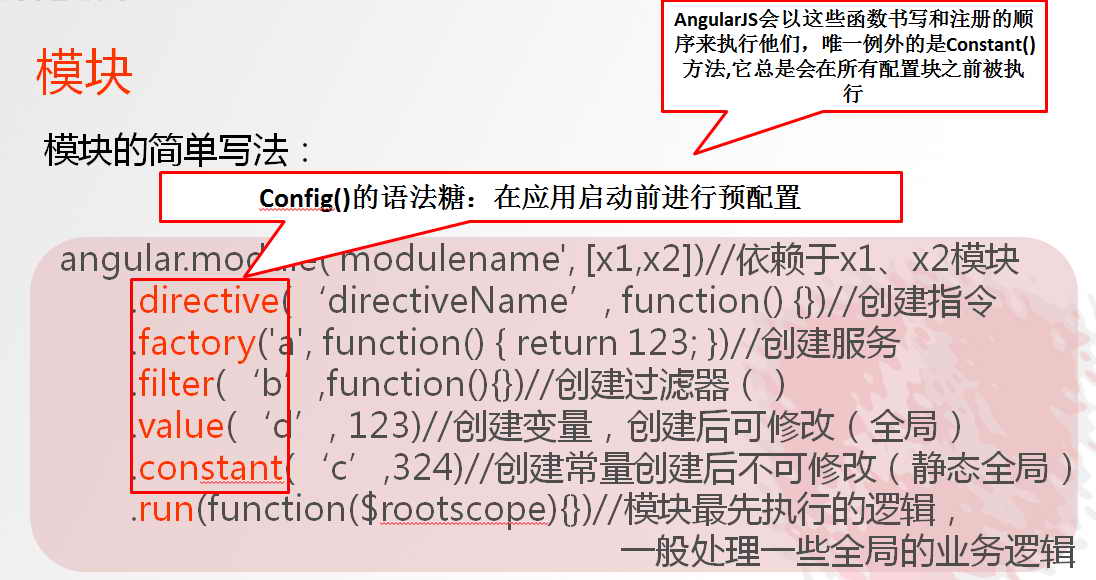 AngularJS会以这些函数书写和注册的顺
序来执行他们，唯一例外的是Constant()
方法,它总是会在所有配置块之前被执
行
模块
模块的简单写法：
Config()的语法糖：在应用启动前进行预配置
angular.module('modulename', [x1,x2])//依赖于x1、x2模块
.directive(‘directiveName’, function() {})//创建指令
.factory('a', function() { return 123; })//创建服务
.filter(‘b’,function(){})//创建过滤器（ ）
.value(‘d’, 123)//创建变量，创建后可修改（全局）
.constant(‘c’,324)//创建常量创建后不可修改（静态全局）
.run(function($rootscope){})//模块最先执行的逻辑，
一般处理一些全局的业务逻辑